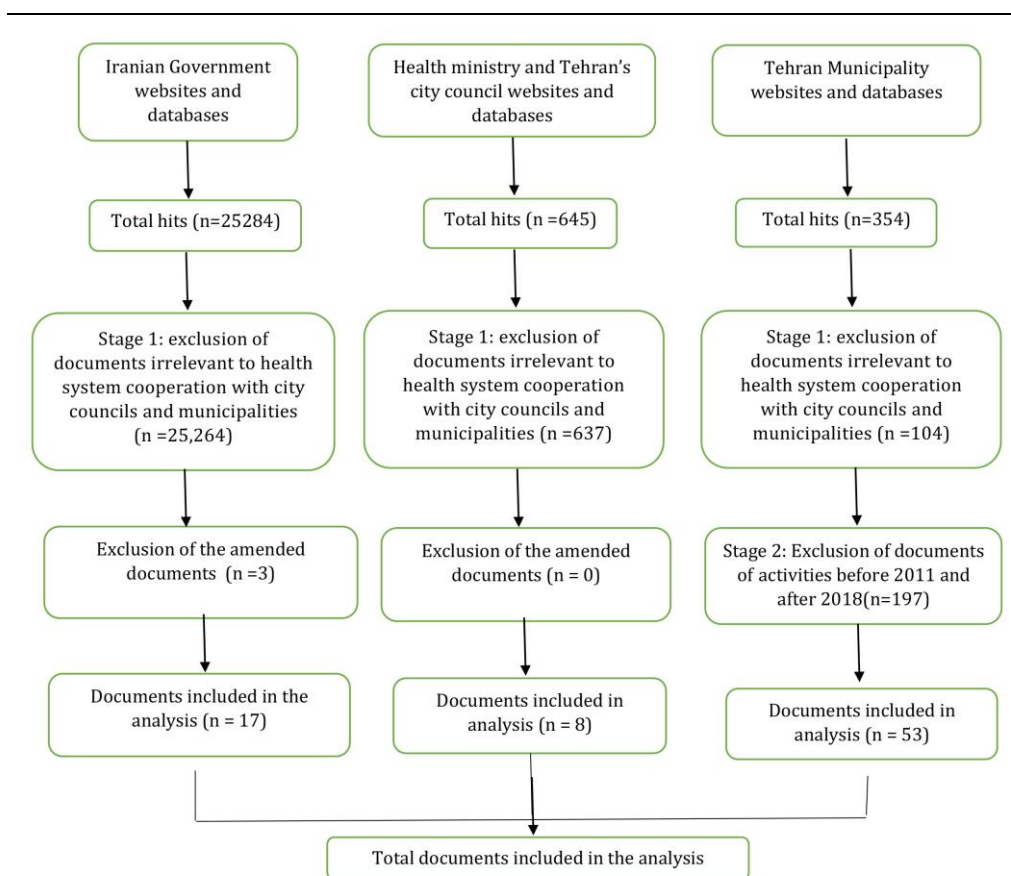 Iranian Government
websites and
databases
Health ministry and Tehran's
city council websites and
databases
Tehran Municipality
websites and databases
Total hits (n=25284)
Total hits (n =645)
Total hits (n=354)
Stage 1: exclusion of
documents irrelevant to health
system cooperation with city
councils and municipalities
(n =25,264)
Stage 1: exclusion of
documents irrelevant to
health system cooperation
with city councils and
municipalities (n =637)
Stage 1: exclusion of
documents irrelevant to
health system cooperation
with city councils and
municipalities (n =104)
Exclusion of the amended
documents (n =3)
Exclusion of the amended
documents (n = 0)
Stage 2: Exclusion of documents
of activities before 2011 and
after 2018(n=197)
Documents included in the
analysis (n = 17)
Documents included in
analysis (n = 8)
Documents included in
analysis (n = 53)
Total documents included in the analysis